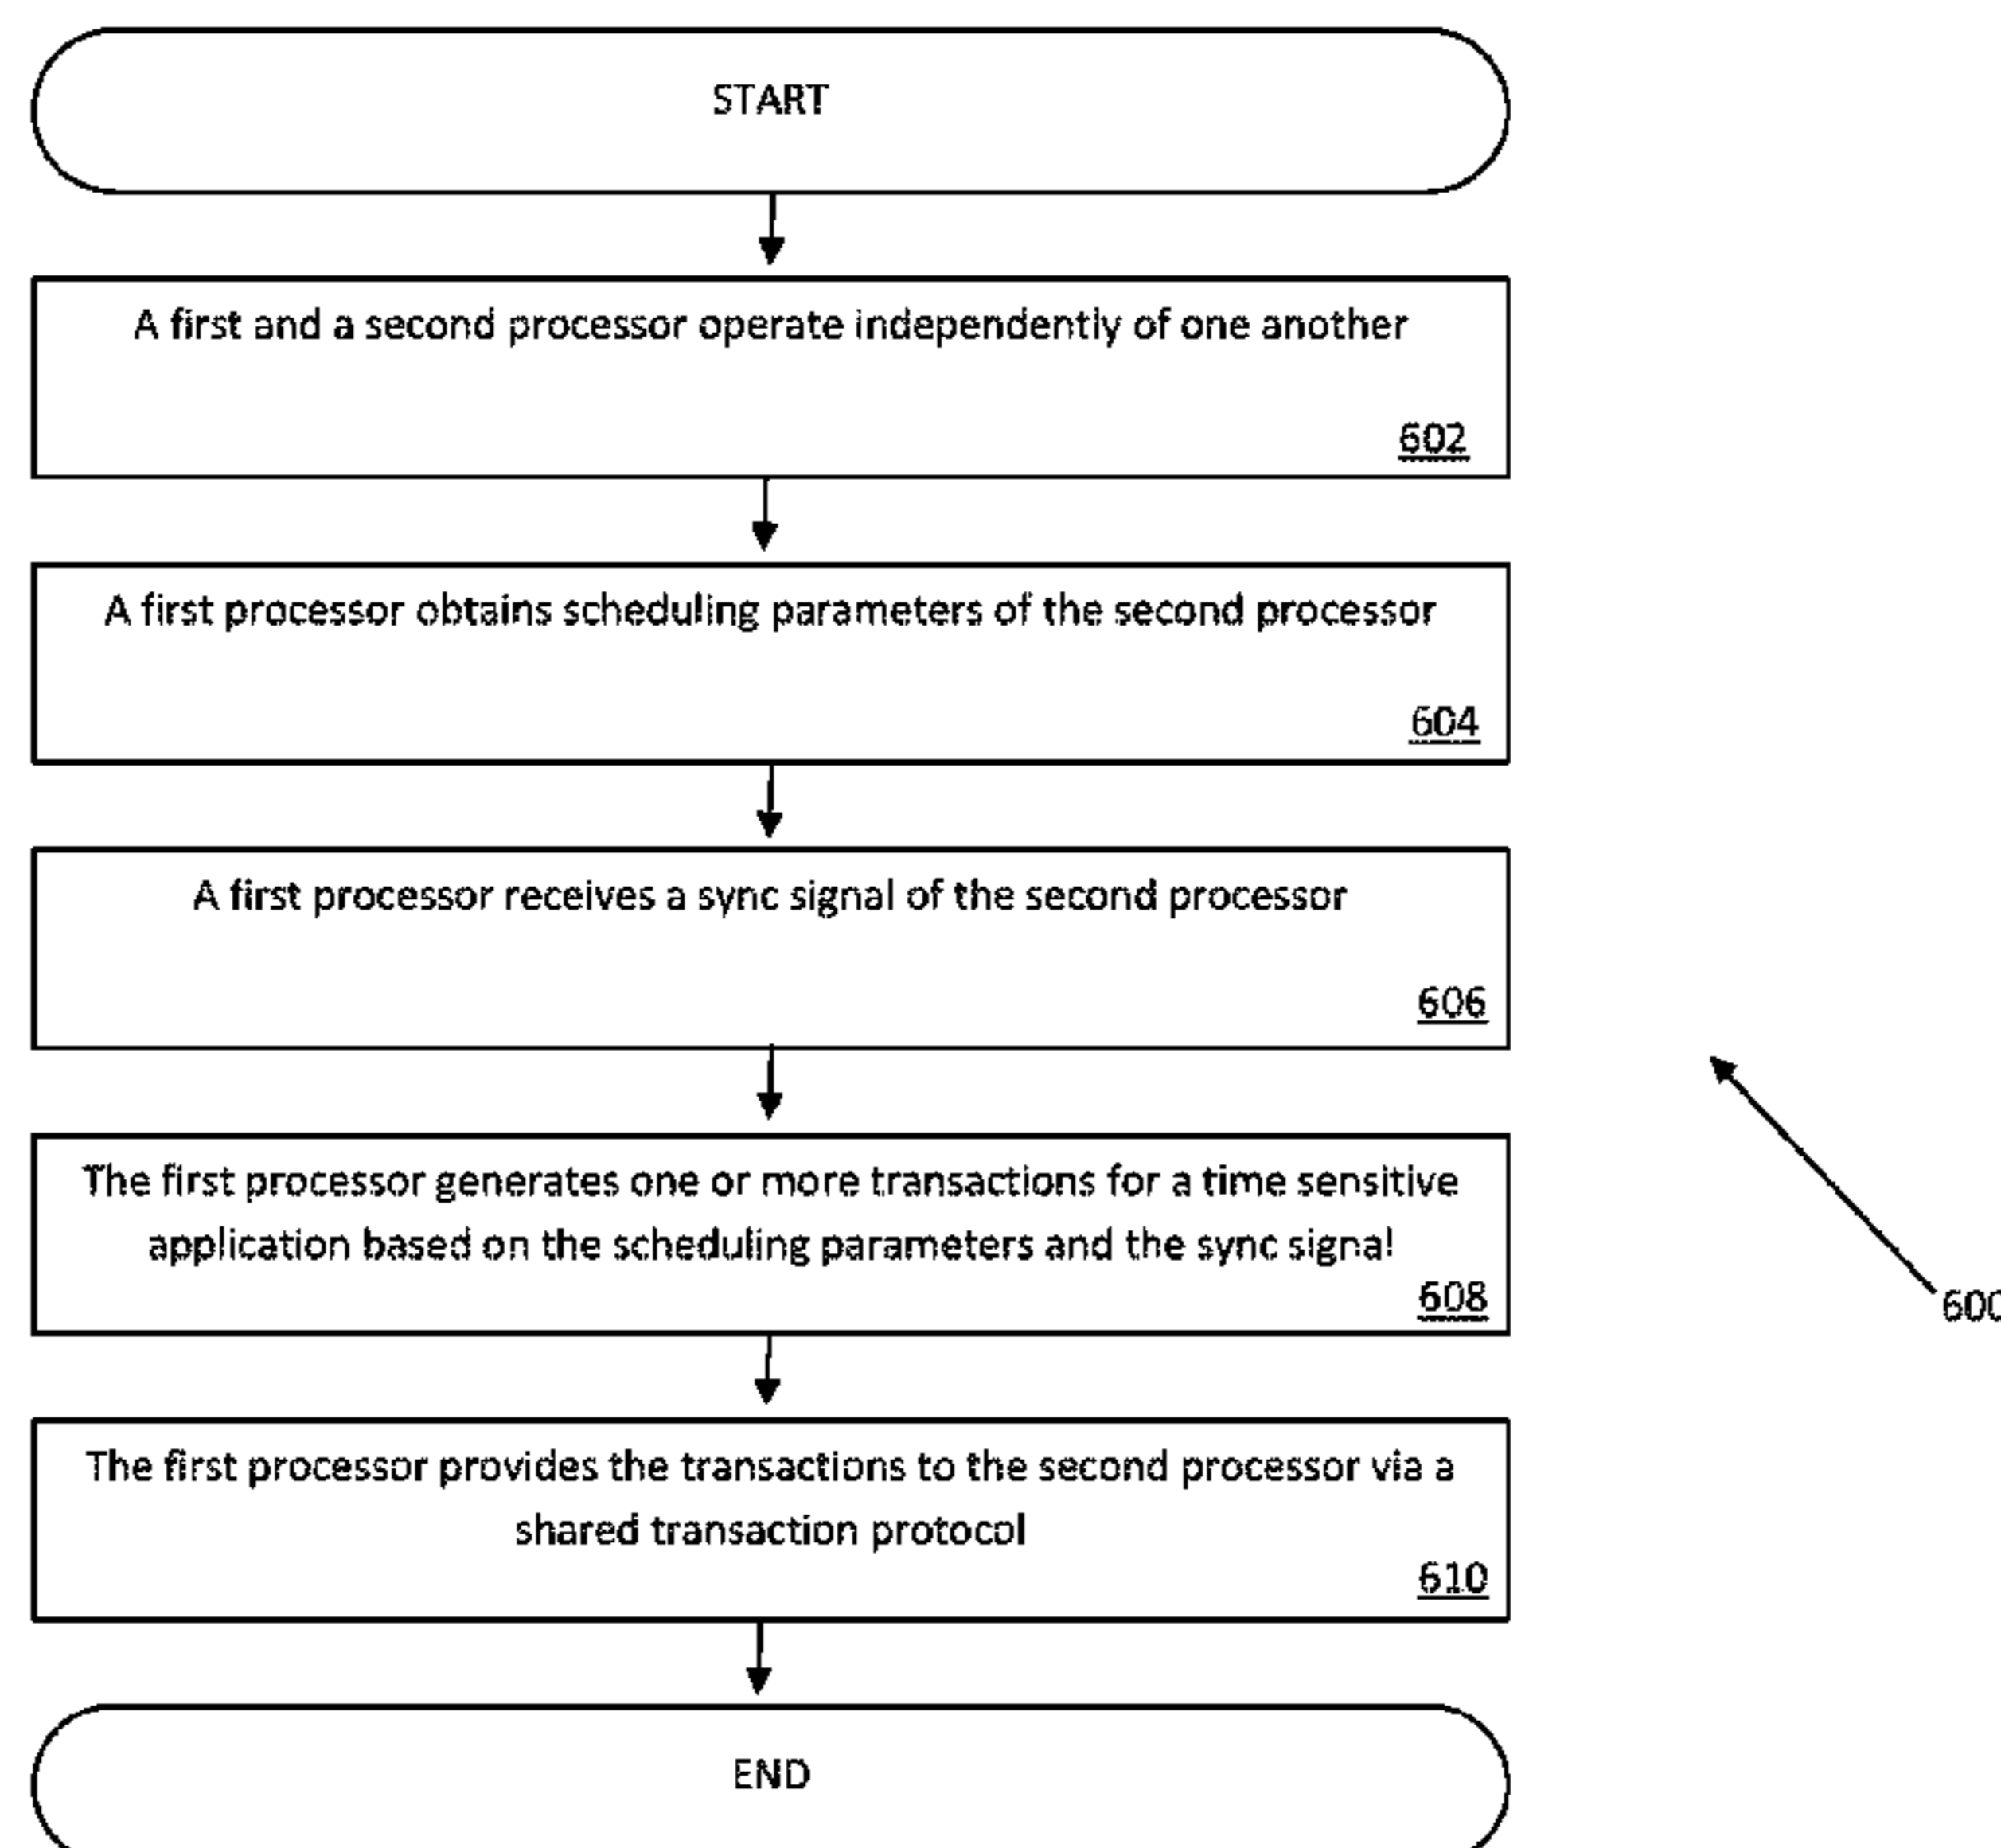 START
A first and a second processor operate independently of one another
602
A first processor obtains scheduling parameters of the second processor
604
A first processor receives a sync signal of the second processor
606
The first processor generates one or more transactions for a time sensitive
application based on the scheduling parameters and the sync signal
608
600
The first processor provides the transactions to the second processor via a
shared transaction protocol
610
END